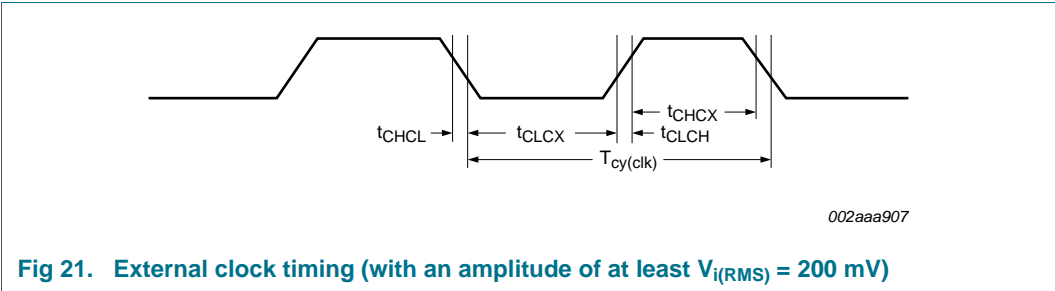 tCHCX
tCHCL
tCLCX
tCLCH
Tcy(clk)
002aaa907
Fig 21. External clock timing (with an amplitude of at least Vi(RMS) = 200 mV)